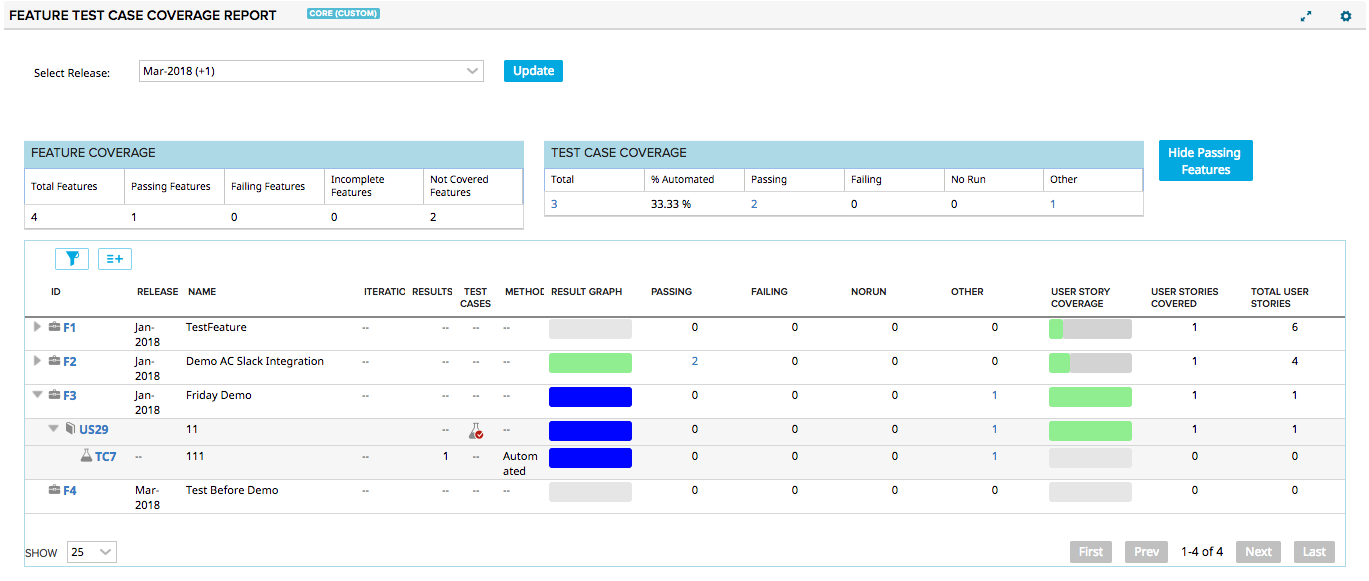 FEATURE TEST CASE COVERAGE REPORT CORE (CUSTOM)
Select Release: Mar-2018 (+1) Update
FEATURE COVERAGE
Total Features Passing Features Failing Features Incomplete Features Not Covered Features
4 1 0 0 2
TEST CASE COVERAGE
Total % Automated Passing Failing No Run Other
3 33.33 % 2 0 0 1
Hide Passing
Features
ID RELEASE NAME ITERATIO RESULTS TEST CASES METHOD RESULT GRAPH PASSING FAILING NORUN OTHER USER STORY COVERAGE USER STORIES COVERED TOTAL USER STORIES
F1 Jan-2018 TestFeature -- -- -- -- 0 0 0 0 1 6
F2 Jan-2018 Demo AC Slack Integration -- -- -- -- 2 0 0 0 1 4
F3 Jan-2018 Friday Demo -- -- -- -- 0 0 0 1 1 1
US29 11 -- -- 0 0 0 1 1 1
TC7 -- 111 -- 1 -- Automated 0 0 0 1 0 0
F4 Mar-2018 Test Before Demo -- -- -- -- 0 0 0 0 0 0
SHOW 25 First Prev 1-4 of 4 Next Last